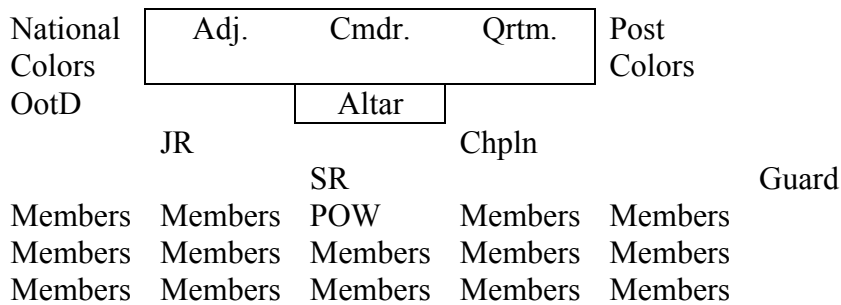 National Adj. Cmdr. Qrtm. Post
Colors Colors
OotD Altar
JR Chpln
SR Guard
Members Members POW Members Members
Members Members Members Members Members
Members Members Members Members Members